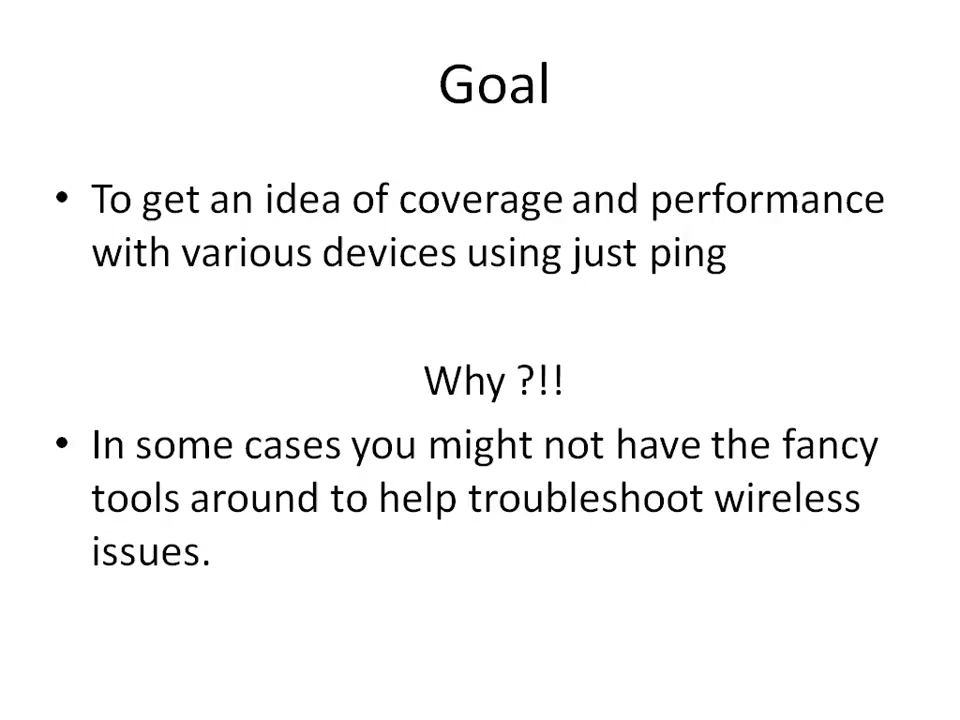 Goal
• To get an idea of coverage and performance
with various devices using just ping
Why ?!!
• In some cases you might not have the fancy
tools around to help troubleshoot wireless
issues.